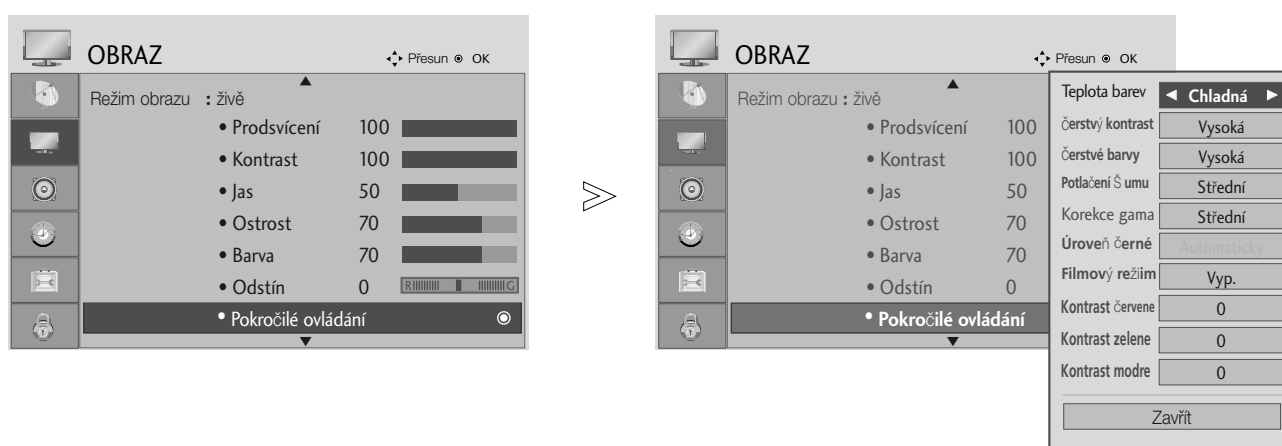 OBRAZ
Přesun OK
Režim obrazu : živě
• Prodsvícení 100
• Kontrast 100
• Jas 50
• Ostrost 70
• Barva 70
• Odstín 0 R G
• Pokročilé ovládání
OBRAZ
Přesun OK
Režim obrazu : živě
• Prodsvícení 100
• Kontrast 100
• Jas 50
• Ostrost 70
• Barva 70
• Odstín 0
• Pokročilé ovládání
Teplota barev Chladná
Čerstvý kontrast Vysoká
Čerstvé barvy Vysoká
Potlačení Š umu Střední
Korekce gama Střední
Úroveň černé Automaticky
Filmový režiim Vyp.
Kontrast červene 0
Kontrast zelene 0
Kontrast modre 0
Zavřít